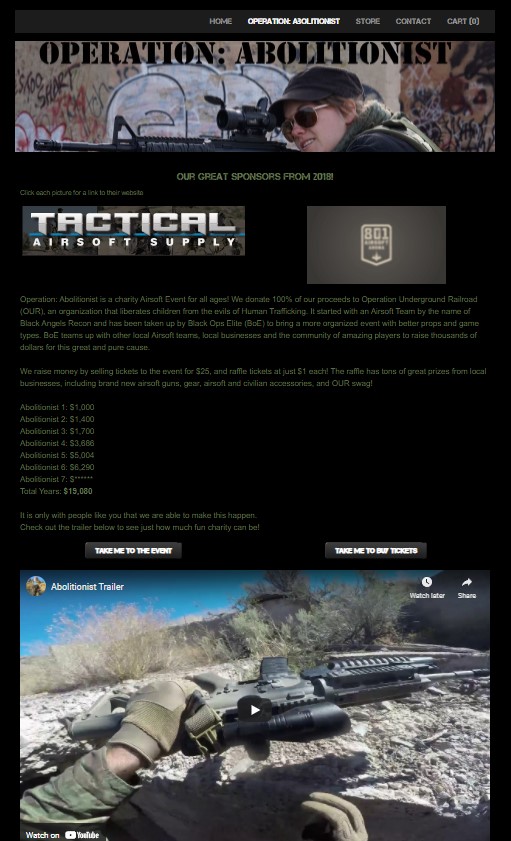 HOME OPERATION: ABOLITIONIST STORE CONTACT CART (0)
OPERATION: ABOLITIONIST
OUR GREAT SPONSORS FROM 2018!
Click each picture for a link to their website
TACTICAL
AIRSOFT SUPPLY
801
AIRSOFT
Operation: Abolitionist is a charity Airsoft Event for all ages! We donate 100% of our proceeds to Operation Underground Railroad
(OUR), an organization that liberates children from the evils of Human Trafficking. It started with an Airsoft Team by the name of
Black Angels Recon and has been taken up by Black Ops Elite (BoE) to bring a more organized event with better props and game
types. BoE teams up with other local Airsoft teams, local businesses and the community of amazing players to raise thousands of
dollars for this great and pure cause.
We raise money by selling tickets to the event for $25, and raffle tickets at just $1 each! The raffle has tons of great prizes from local
businesses, including brand new airsoft guns, gear, airsoft and civilian accessories, and OUR swag!
Abolitionist 1: $1,000
Abolitionist 2: $1,400
Abolitionist 3: $1,700
Abolitionist 4: $3,686
Abolitionist 5: $5,004
Abolitionist 6: $6,290
Abolitionist 7: $******
Total Years: $19,080
It is only with people like you that we are able to make this happen.
Check out the trailer below to see just how much fun charity can be!
TAKE ME TO THE EVENT TAKE ME TO BUY TICKETS
Abolitionist Trailer
Watch later Share
Watch on YouTube